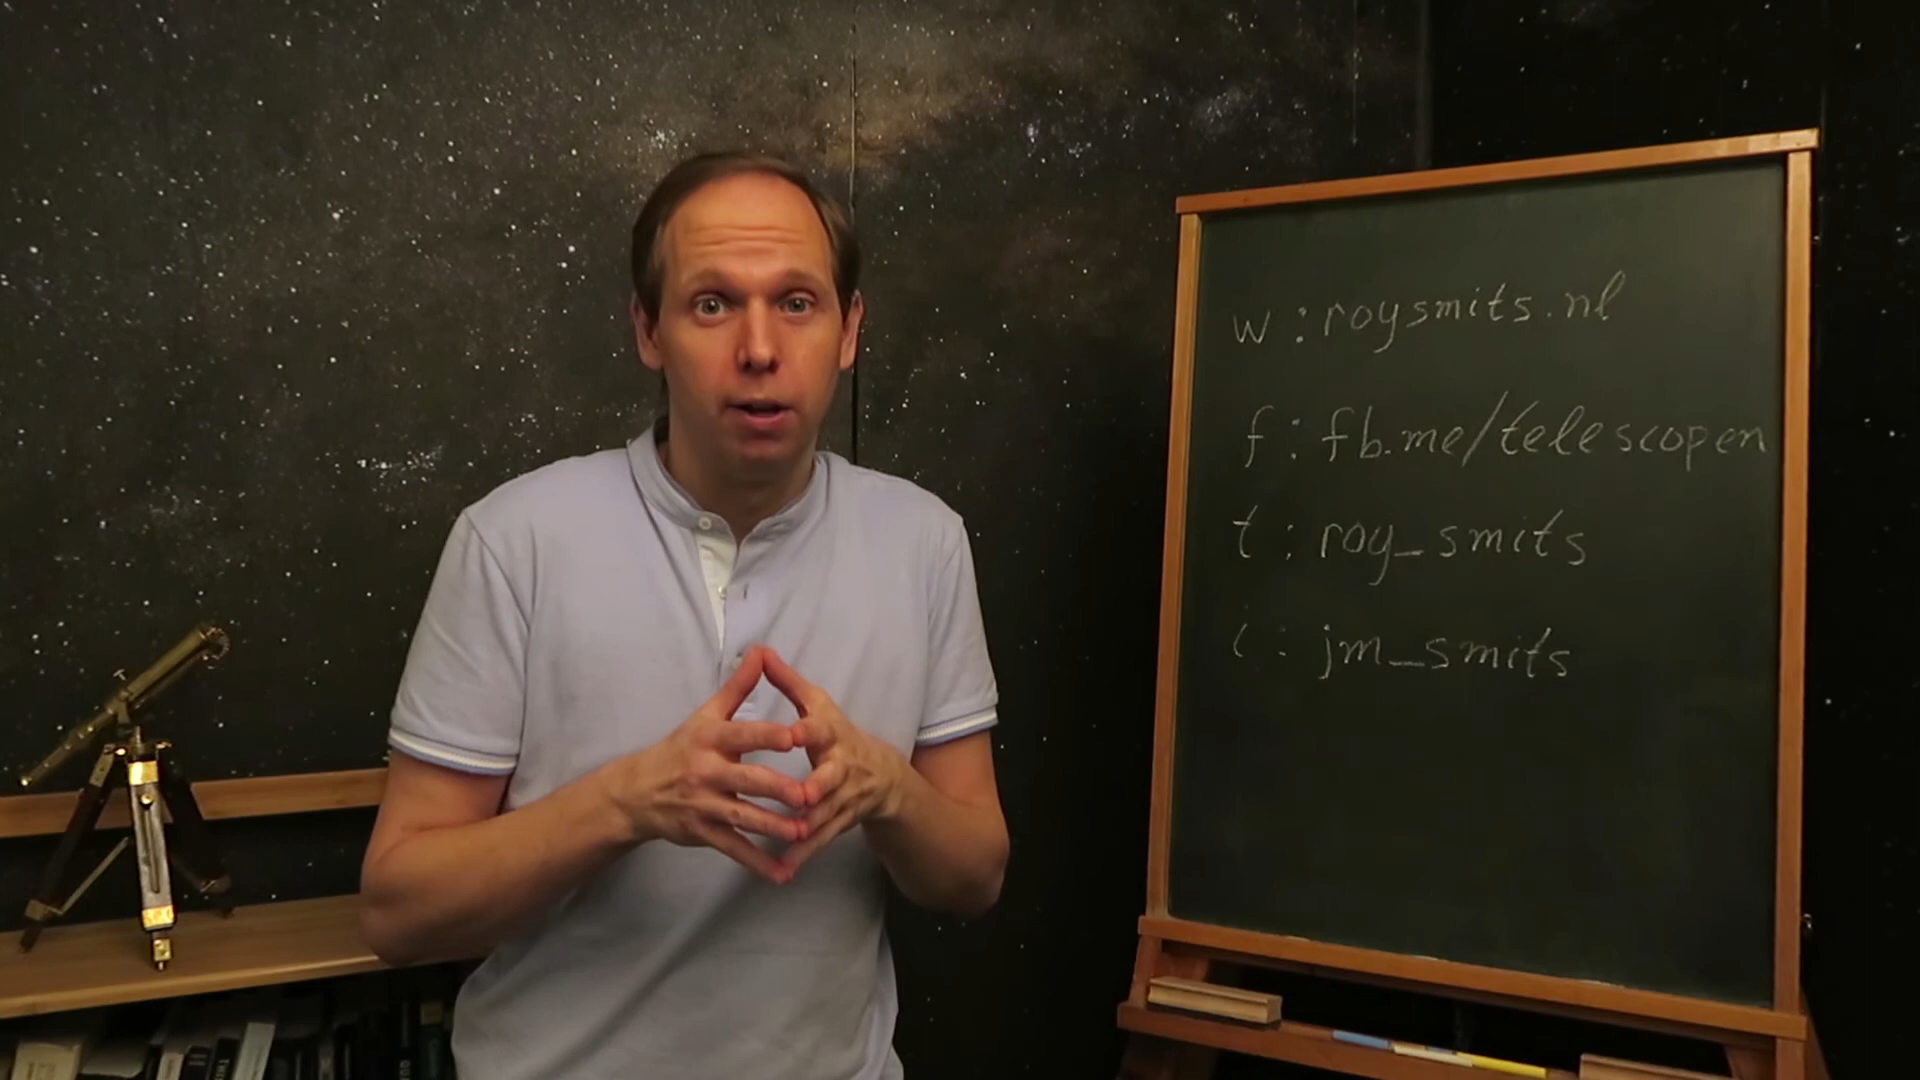 w : roysmits.nl
f : fb.me/telescopen
t : roy_smits
i : jm_smits